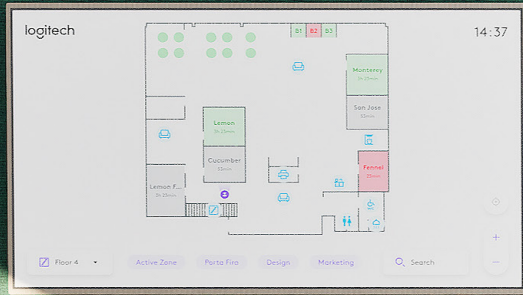 logitech
14:37
B1 B2 B3
Monterey
San Jose
Lemon
Cucumber
Fennel
Lemon F...
Floor 4
Active Zone
Porta Fira
Design
Marketing
Search